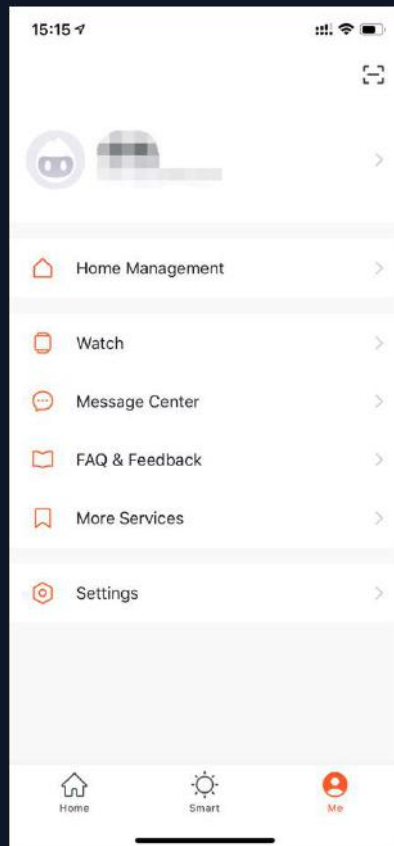 15:15
Home Management
Watch
Message Center
FAQ & Feedback
More Services
Settings
Home
Smart
Me